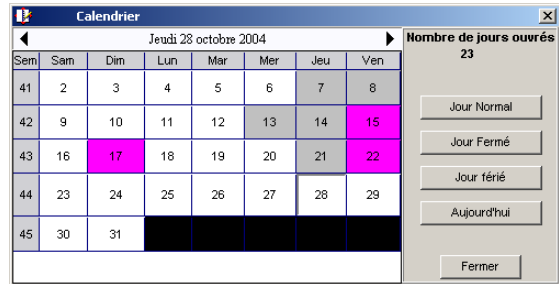 Calendrier
Jeudi 28 octobre 2004
Sem Sam Dim Lun Mar Mer Jeu Ven
41 2 3 4 5 6 7 8
42 9 10 11 12 13 14 15
43 16 17 18 19 20 21 22
44 23 24 25 26 27 28 29
45 30 31
Nombre de jours ouvrés
23
Jour Normal
Jour Fermé
Jour férié
Aujourd'hui
Fermer